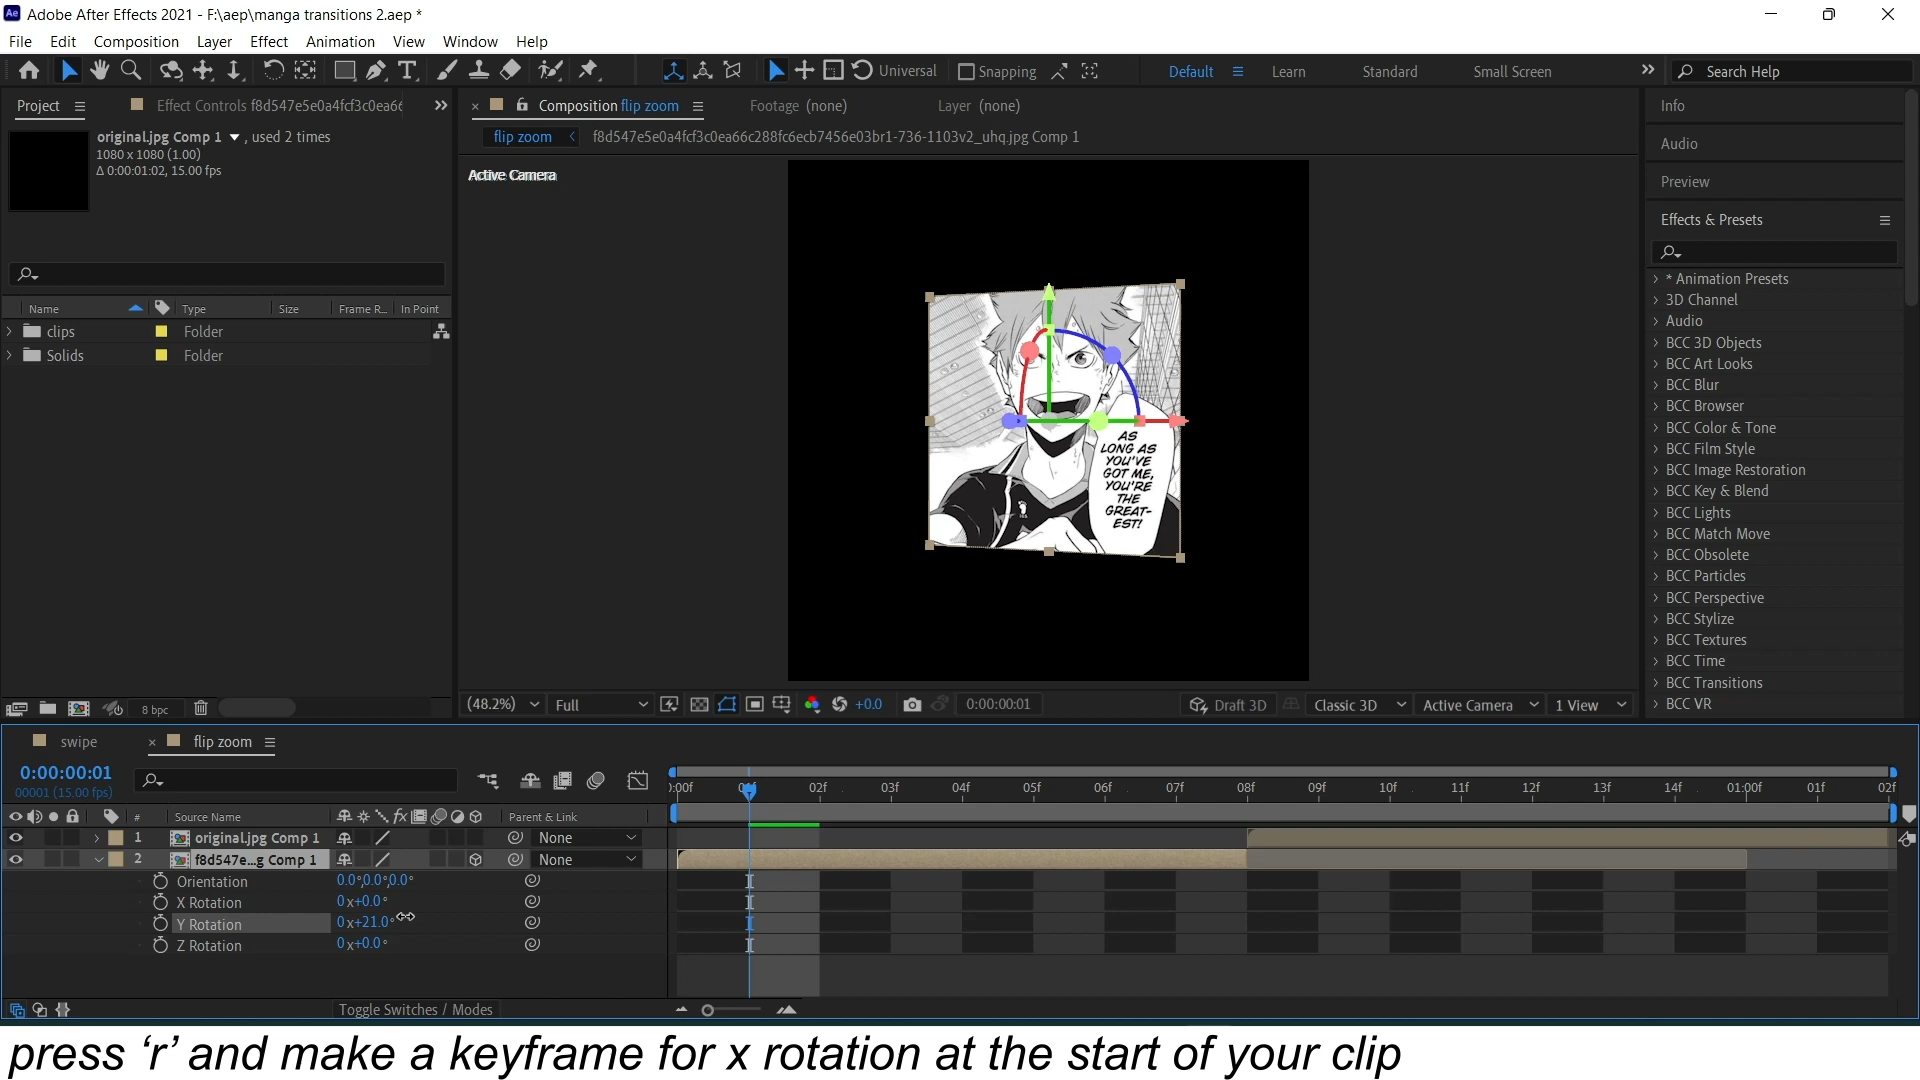 Ae Adobe After Effects 2021 - F:\aep\manga transitions 2.aep *
File Edit Composition Layer Effect Animation View Window Help
Universal Snapping Default Learn Standard Small Screen Search Help
Project Effect Controls f8d547e5e0a4fcf3c0ea6
Composition flip zoom Footage (none) Layer (none)
original.jpg Comp 1 , used 2 times
1080 x 1080 (1.00)
Δ 0:00:01:02, 15.00 fps
flip zoom f8d547e5e0a4fcf3c0ea66c288fc6ecb7456e03br1-736-1103v2_uhq.jpg Comp 1
Active Camera
Name Type Size Frame R... In Point
clips Folder
Solids Folder
8 bpc
AS
LONG AS
YOU'VE
GOT ME,
YOU'RE
THE
GREAT-
EST!
(48.2%) Full +0.0 0:00:00:01 Draft 3D Classic 3D Active Camera 1 View
Info
Audio
Preview
Effects & Presets
* Animation Presets
3D Channel
Audio
BCC 3D Objects
BCC Art Looks
BCC Blur
BCC Browser
BCC Color & Tone
BCC Film Style
BCC Image Restoration
BCC Key & Blend
BCC Lights
BCC Match Move
BCC Obsolete
BCC Particles
BCC Perspective
BCC Stylize
BCC Textures
BCC Time
BCC Transitions
BCC VR
swipe flip zoom
0:00:00:01
00001 (15.00 fps)
02f 03f 04f 05f 06f 07f 08f 09f 10f 11f 12f 13f 14f 01:00f 01f
# Source Name fx Parent & Link
1 original.jpg Comp 1 None
2 f8d547e...g Comp 1 None
Orientation 0.0°,0.0°,0.0°
X Rotation 0x+0.0°
Y Rotation 0x+21.0°
Z Rotation 0x+0.0°
Toggle Switches / Modes
press ‘r’ and make a keyframe for x rotation at the start of your clip